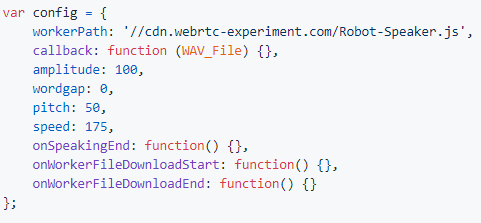 var config = {
    workerPath: '//cdn.webrtc-experiment.com/Robot-Speaker.js',
    callback: function (WAV_File) {},
    amplitude: 100,
    wordgap: 0,
    pitch: 50,
    speed: 175,
    onSpeakingEnd: function() {},
    onWorkerFileDownloadStart: function() {},
    onWorkerFileDownloadEnd: function() {}
};